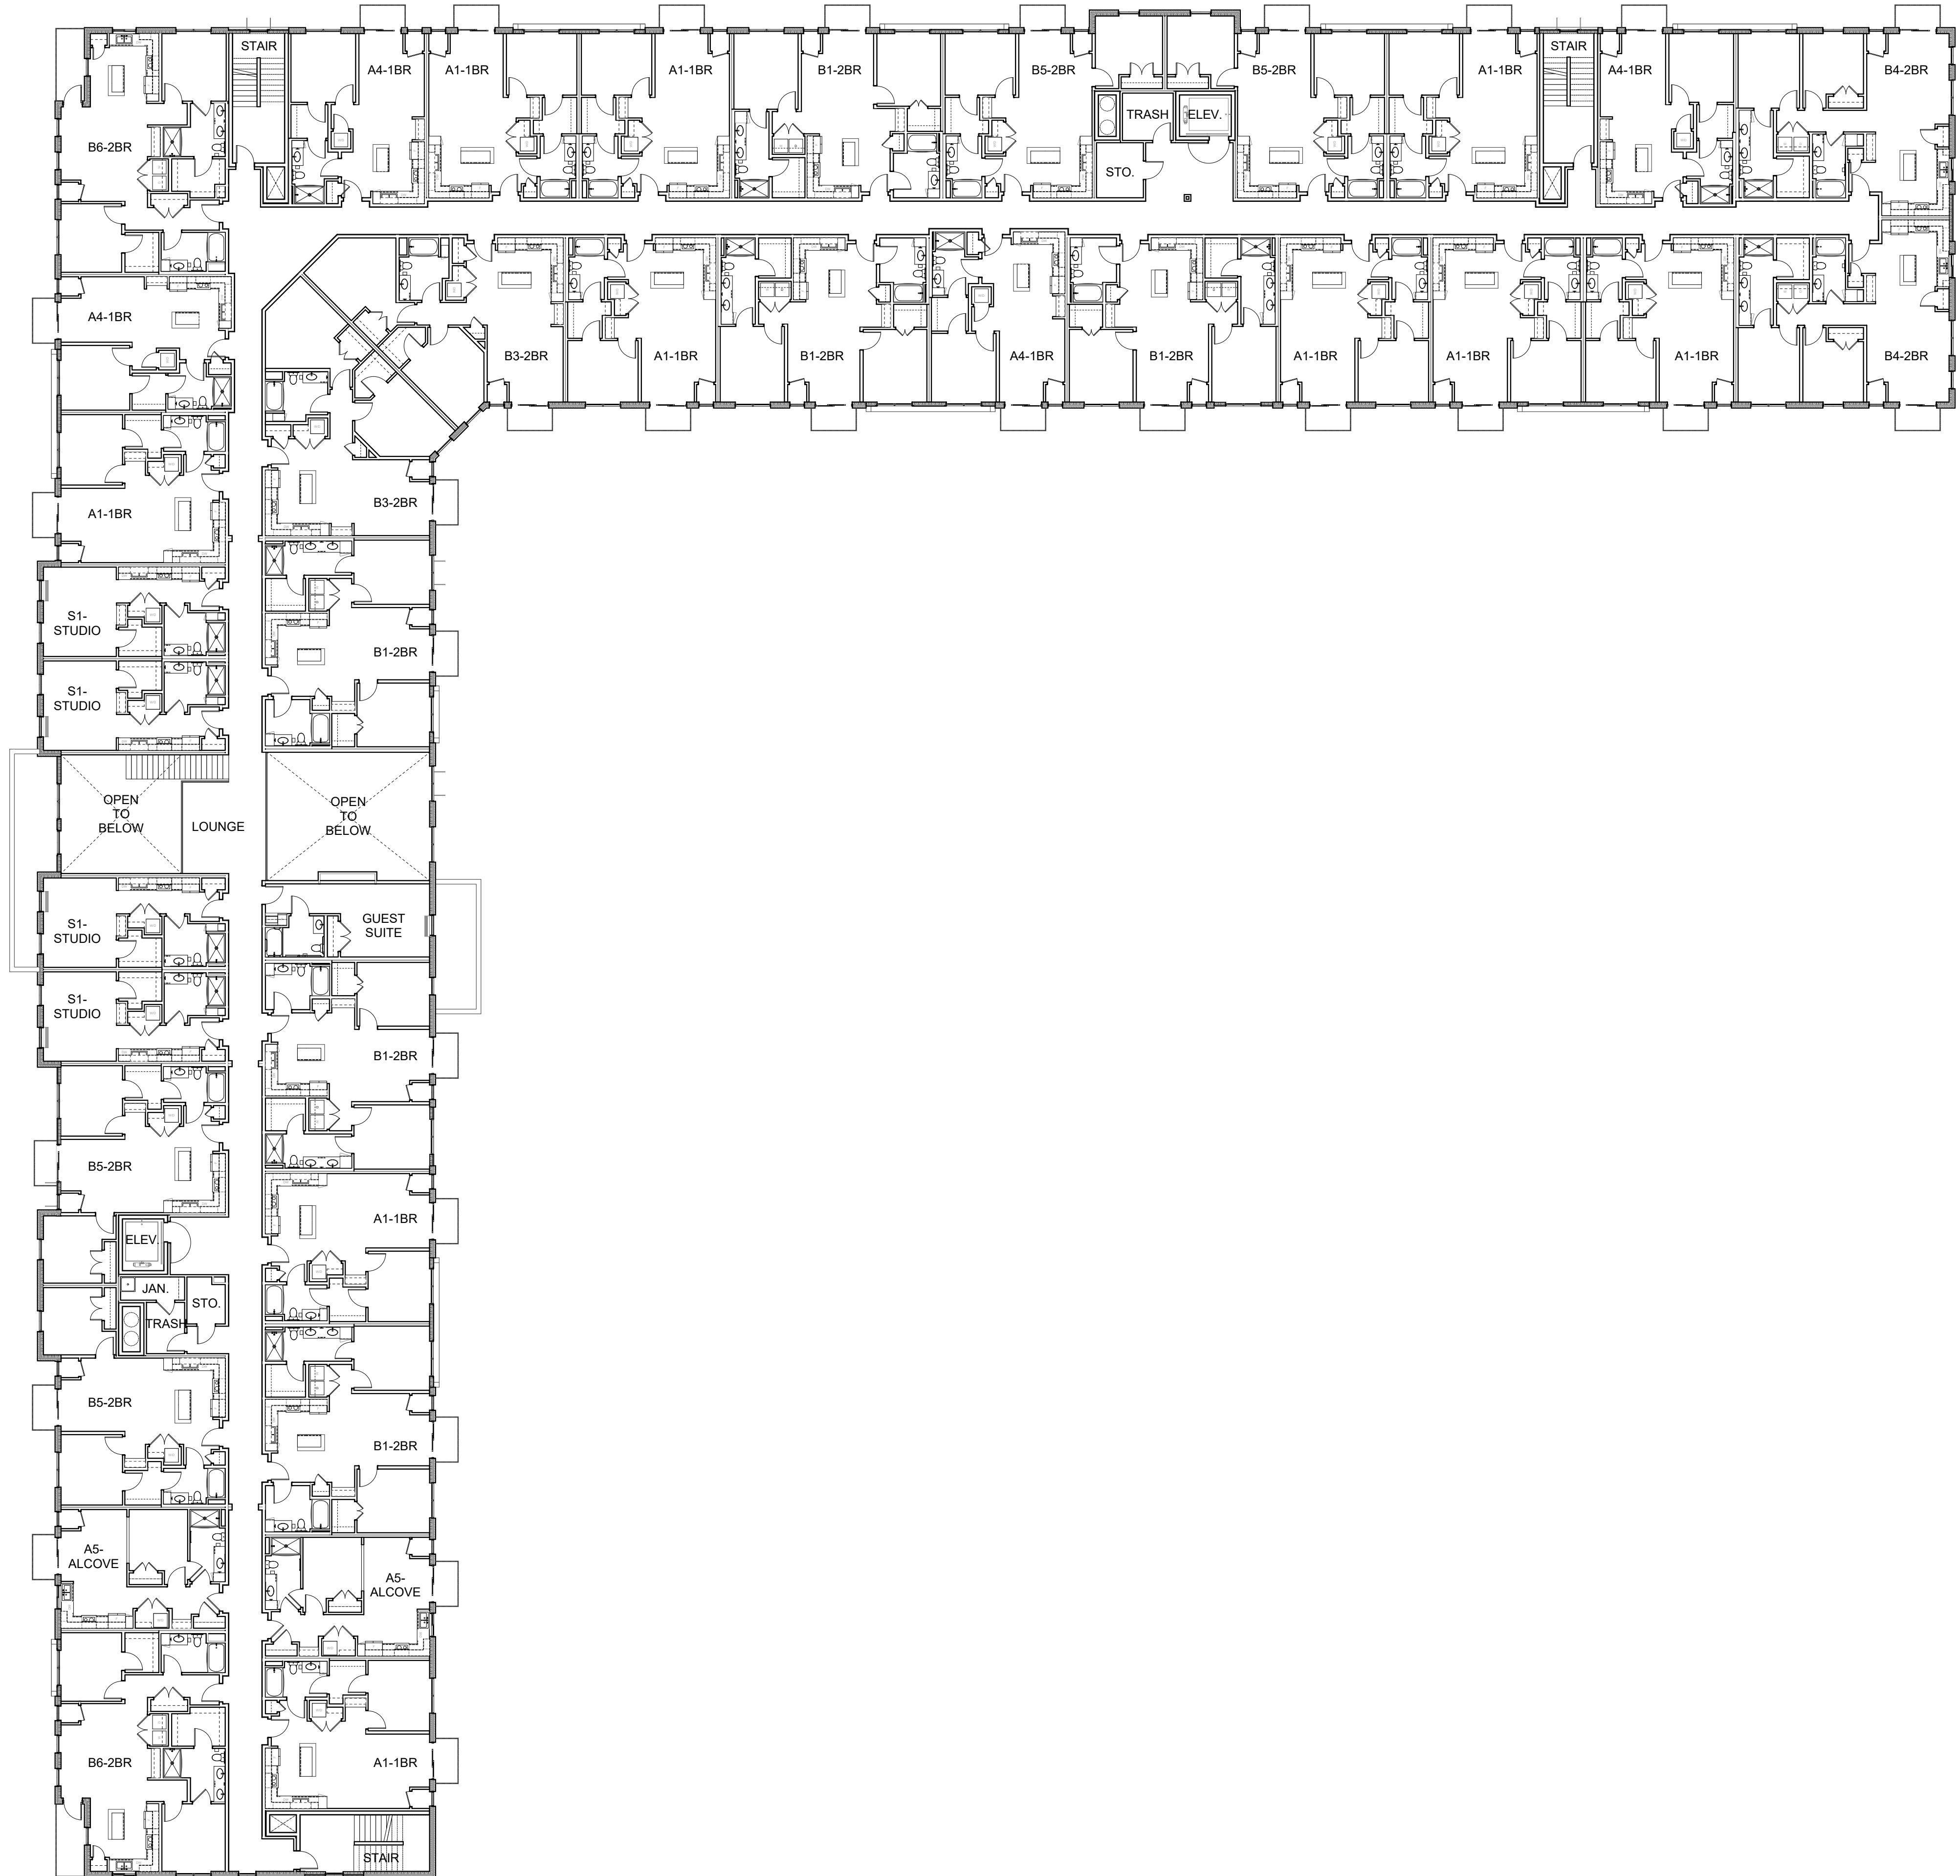 STAIR
A4-1BR
A1-1BR
A1-1BR
B1-2BR
B5-2BR
B5-2BR
A1-1BR
STAIR
A4-1BR
B4-2BR
TRASH
ELEV.
STO.
B6-2BR
A4-1BR
B3-2BR
A1-1BR
B1-2BR
A4-1BR
B1-2BR
A1-1BR
A1-1BR
A1-1BR
B4-2BR
B3-2BR
A1-1BR
S1-
STUDIO
B1-2BR
S1-
STUDIO
OPEN
TO
BELOW
LOUNGE
OPEN
TO
BELOW
S1-
STUDIO
GUEST
SUITE
S1-
STUDIO
B1-2BR
B5-2BR
A1-1BR
ELEV.
JAN.
STO.
TRASH
B5-2BR
B1-2BR
A5-
ALCOVE
A5-
ALCOVE
B6-2BR
A1-1BR
STAIR